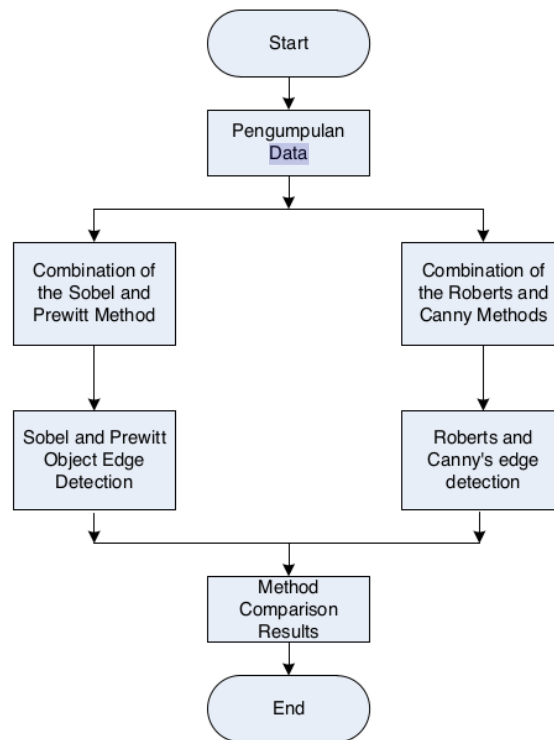 Start
Pengumpulan
Data
Combination of
the Sobel and
Prewitt Method
Combination of
the Roberts and
Canny Methods
Sobel and Prewitt
Object Edge
Detection
Roberts and
Canny's edge
detection
Method
Comparison
Results
End